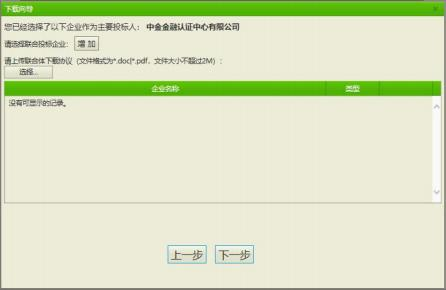 下载向导
您已经选择了以下企业作为主要投标人： 中金金融认证中心有限公司
请选择联合投标企业： 增 加
请上传联合体下载协议（文件格式为*.doc|*.pdf，文件大小不超过2M）：
选择...
企业名称 类型
没有可显示的记录。
上一步 下一步